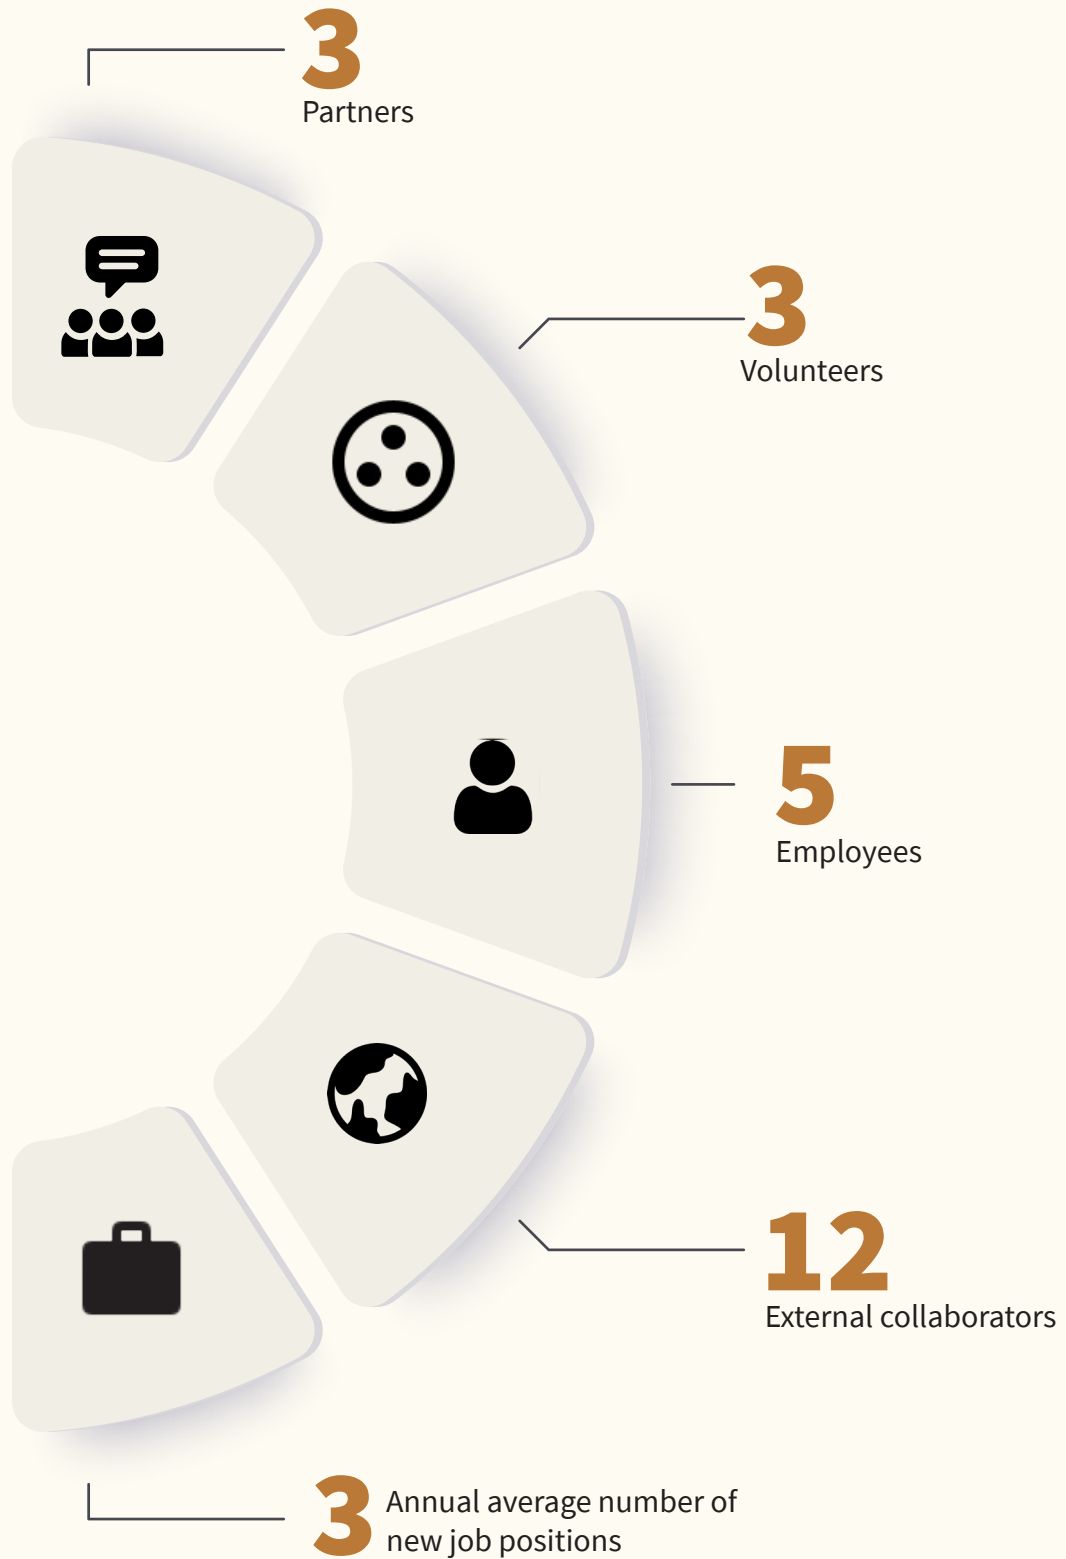 3
Partners
3
Volunteers
5
Employees
12
External collaborators
3
Annual average number of
new job positions